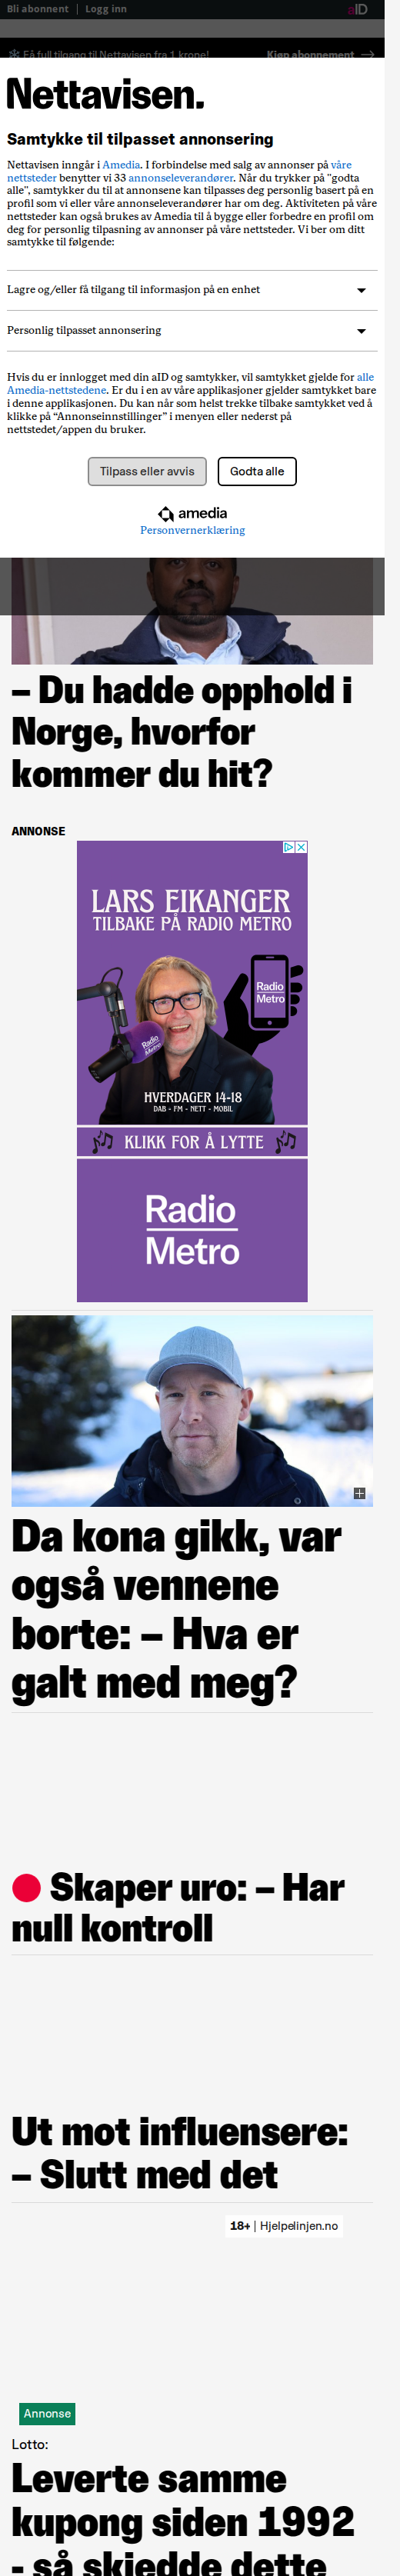 Bli abonnent | Logg inn
aID
Få full tilgang til Nettavisen fra 1 krone!
Kjøp abonnement
Nettavisen.
Samtykke til tilpasset annonsering
Nettavisen inngår i Amedia. I forbindelse med salg av annonser på våre
nettsteder benytter vi 33 annonseleverandører. Når du trykker på "godta
alle", samtykker du til at annonsene kan tilpasses deg personlig basert på en
profil som vi eller våre annonseleverandører har om deg. Aktiviteten på våre
nettsteder kan også brukes av Amedia til å bygge eller forbedre en profil om
deg for personlig tilpasning av annonser på våre nettsteder. Vi ber om ditt
samtykke til følgende:
Lagre og/eller få tilgang til informasjon på en enhet
Personlig tilpasset annonsering
Hvis du er innlogget med din aID og samtykker, vil samtykket gjelde for alle
Amedia-nettstedene. Er du i en av våre applikasjoner gjelder samtykket bare
i denne applikasjonen. Du kan når som helst trekke tilbake samtykket ved å
klikke på “Annonseinnstillinger” i menyen eller nederst på
nettstedet/appen du bruker.
Tilpass eller avvis
Godta alle
amedia
Personvernerklæring
– Du hadde opphold i
Norge, hvorfor
kommer du hit?
ANNONSE
LARS EIKANGER
TILBAKE PÅ RADIO METRO
Radio
Metro
Radio
Metro
HVERDAGER 14-18
DAB - FM - NETT - MOBIL
KLIKK FOR Å LYTTE
Radio
Metro
Da kona gikk, var
også vennene
borte: – Hva er
galt med meg?
Skaper uro: – Har
null kontroll
Ut mot influensere:
– Slutt med det
18+ | Hjelpelinjen.no
Annonse
Lotto:
Leverte samme
kupong siden 1992
- så skjedde dette